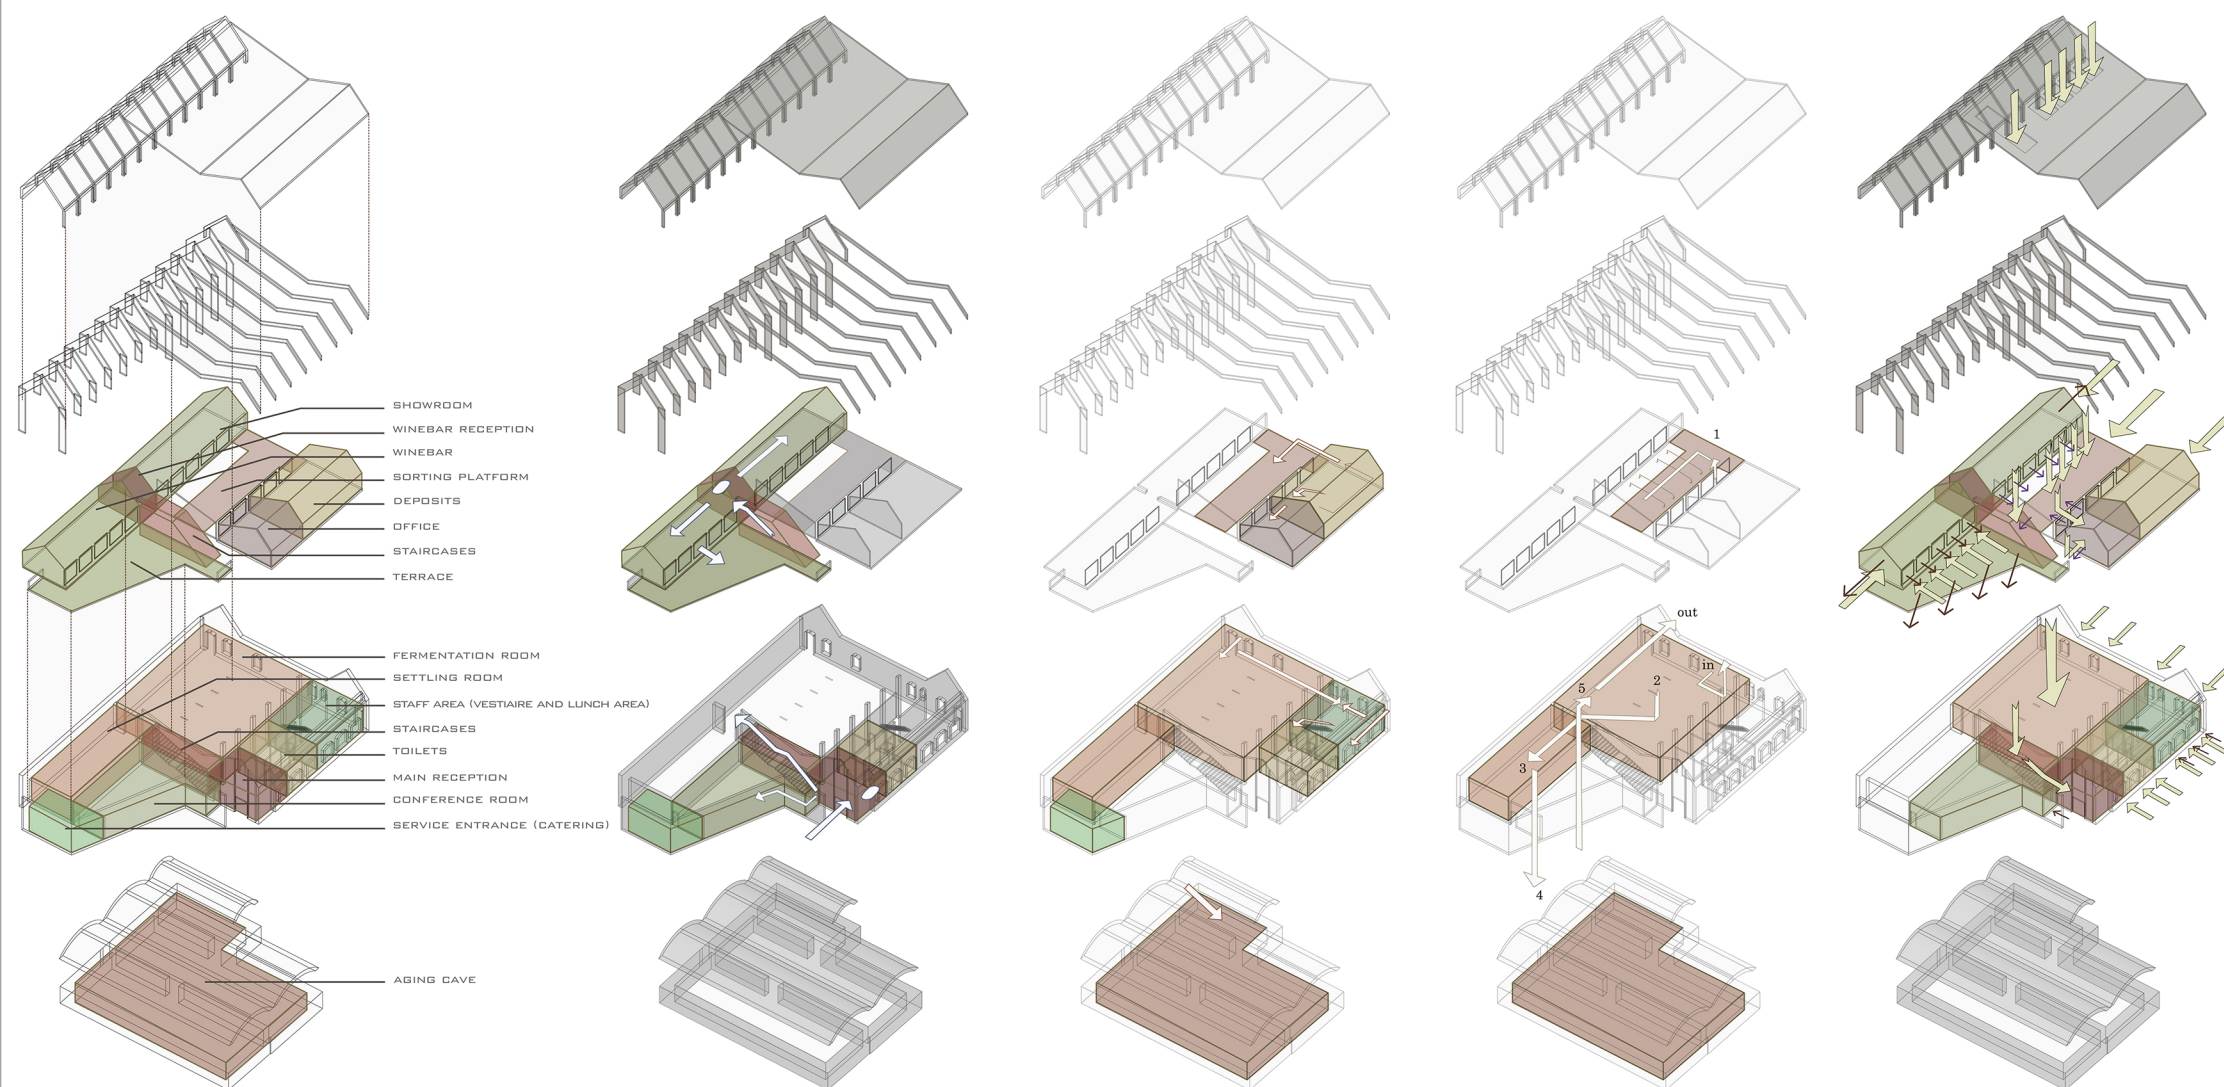 SHOWROOM
WINEBAR RECEPTION
WINEBAR
SORTING PLATFORM
DEPOSITS
OFFICE
STAIRCASES
TERRACE
FERMENTATION ROOM
SETTLING ROOM
STAFF AREA (VESTIAIRE AND LUNCH AREA)
STAIRCASES
TOILETS
MAIN RECEPTION
CONFERENCE ROOM
SERVICE ENTRANCE (CATERING)
AGING CAVE
1
out
in
2
5
3
4